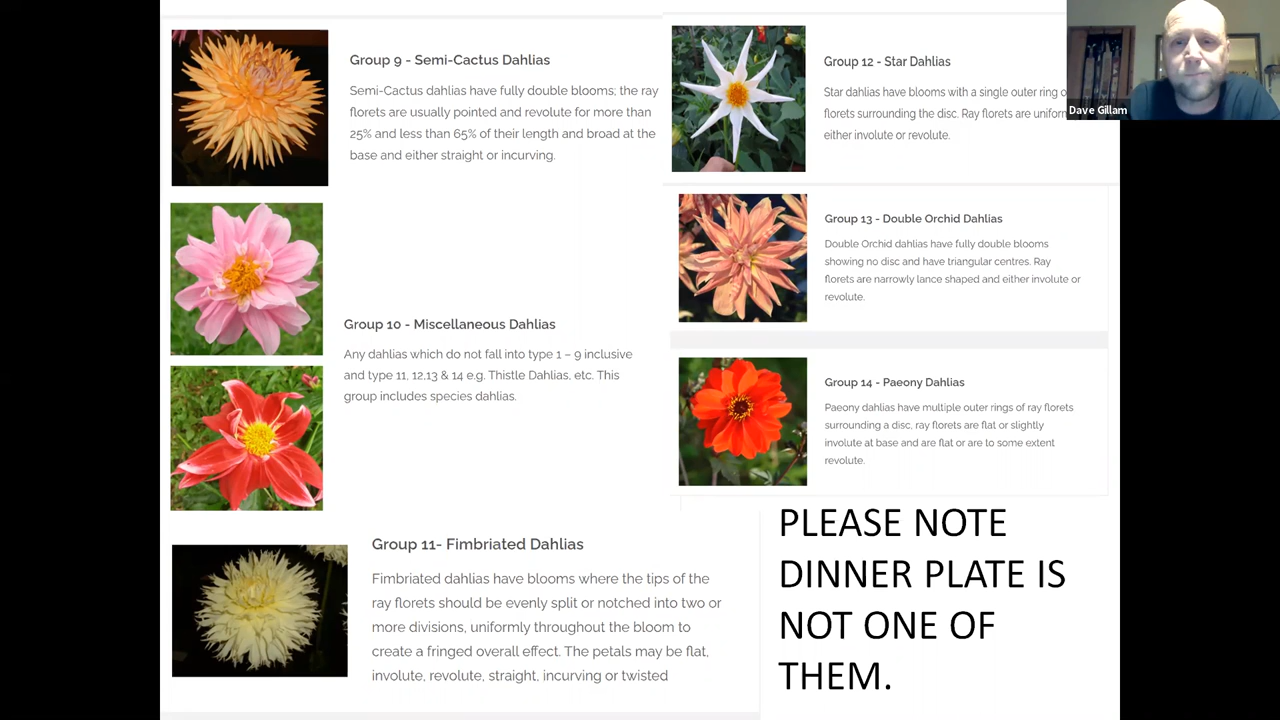 Group 9 - Semi-Cactus Dahlias
Semi-Cactus dahlias have fully double blooms, the ray
florets are usually pointed and revolute for more than
25% and less than 65% of their length and broad at the
base and either straight or incurving.
Group 10 - Miscellaneous Dahlias
Any dahlias which do not fall into type 1 – 9 inclusive
and type 11, 12,13 & 14 e.g. Thistle Dahlias, etc. This
group includes species dahlias.
Group 11- Fimbriated Dahlias
Fimbriated dahlias have blooms where the tips of the
ray florets should be evenly split or notched into two or
more divisions, uniformly throughout the bloom to
create a fringed overall effect. The petals may be flat,
involute, revolute, straight, incurving or twisted
Group 12 - Star Dahlias
Star dahlias have blooms with a single outer ring
florets surrounding the disc. Ray florets are
either involute or revolute.
Group 13 - Double Orchid Dahlias
Double Orchid dahlias have fully double blooms
showing no disc and have triangular centres. Ray
florets are narrowly lance shaped and either involute or
revolute.
Group 14 - Paeony Dahlias
Paeony dahlias have multiple outer rings of ray florets
surrounding a disc, ray florets are flat or slightly
involute at base and are flat or are to some extent
revolute.
PLEASE NOTE
DINNER PLATE IS
NOT ONE OF
THEM.
Dave Gillam